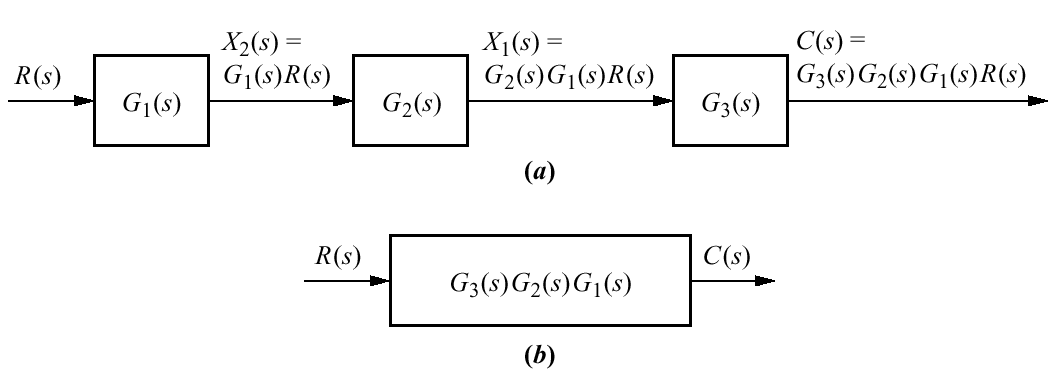 R(s)
G₁(s)
X₂(s) =
G₁(s)R(s)
G₂(s)
X₁(s) =
G₂(s)G₁(s)R(s)
G₃(s)
C(s) =
G₃(s)G₂(s)G₁(s)R(s)
(a)
R(s)
G₃(s)G₂(s)G₁(s)
C(s)
(b)